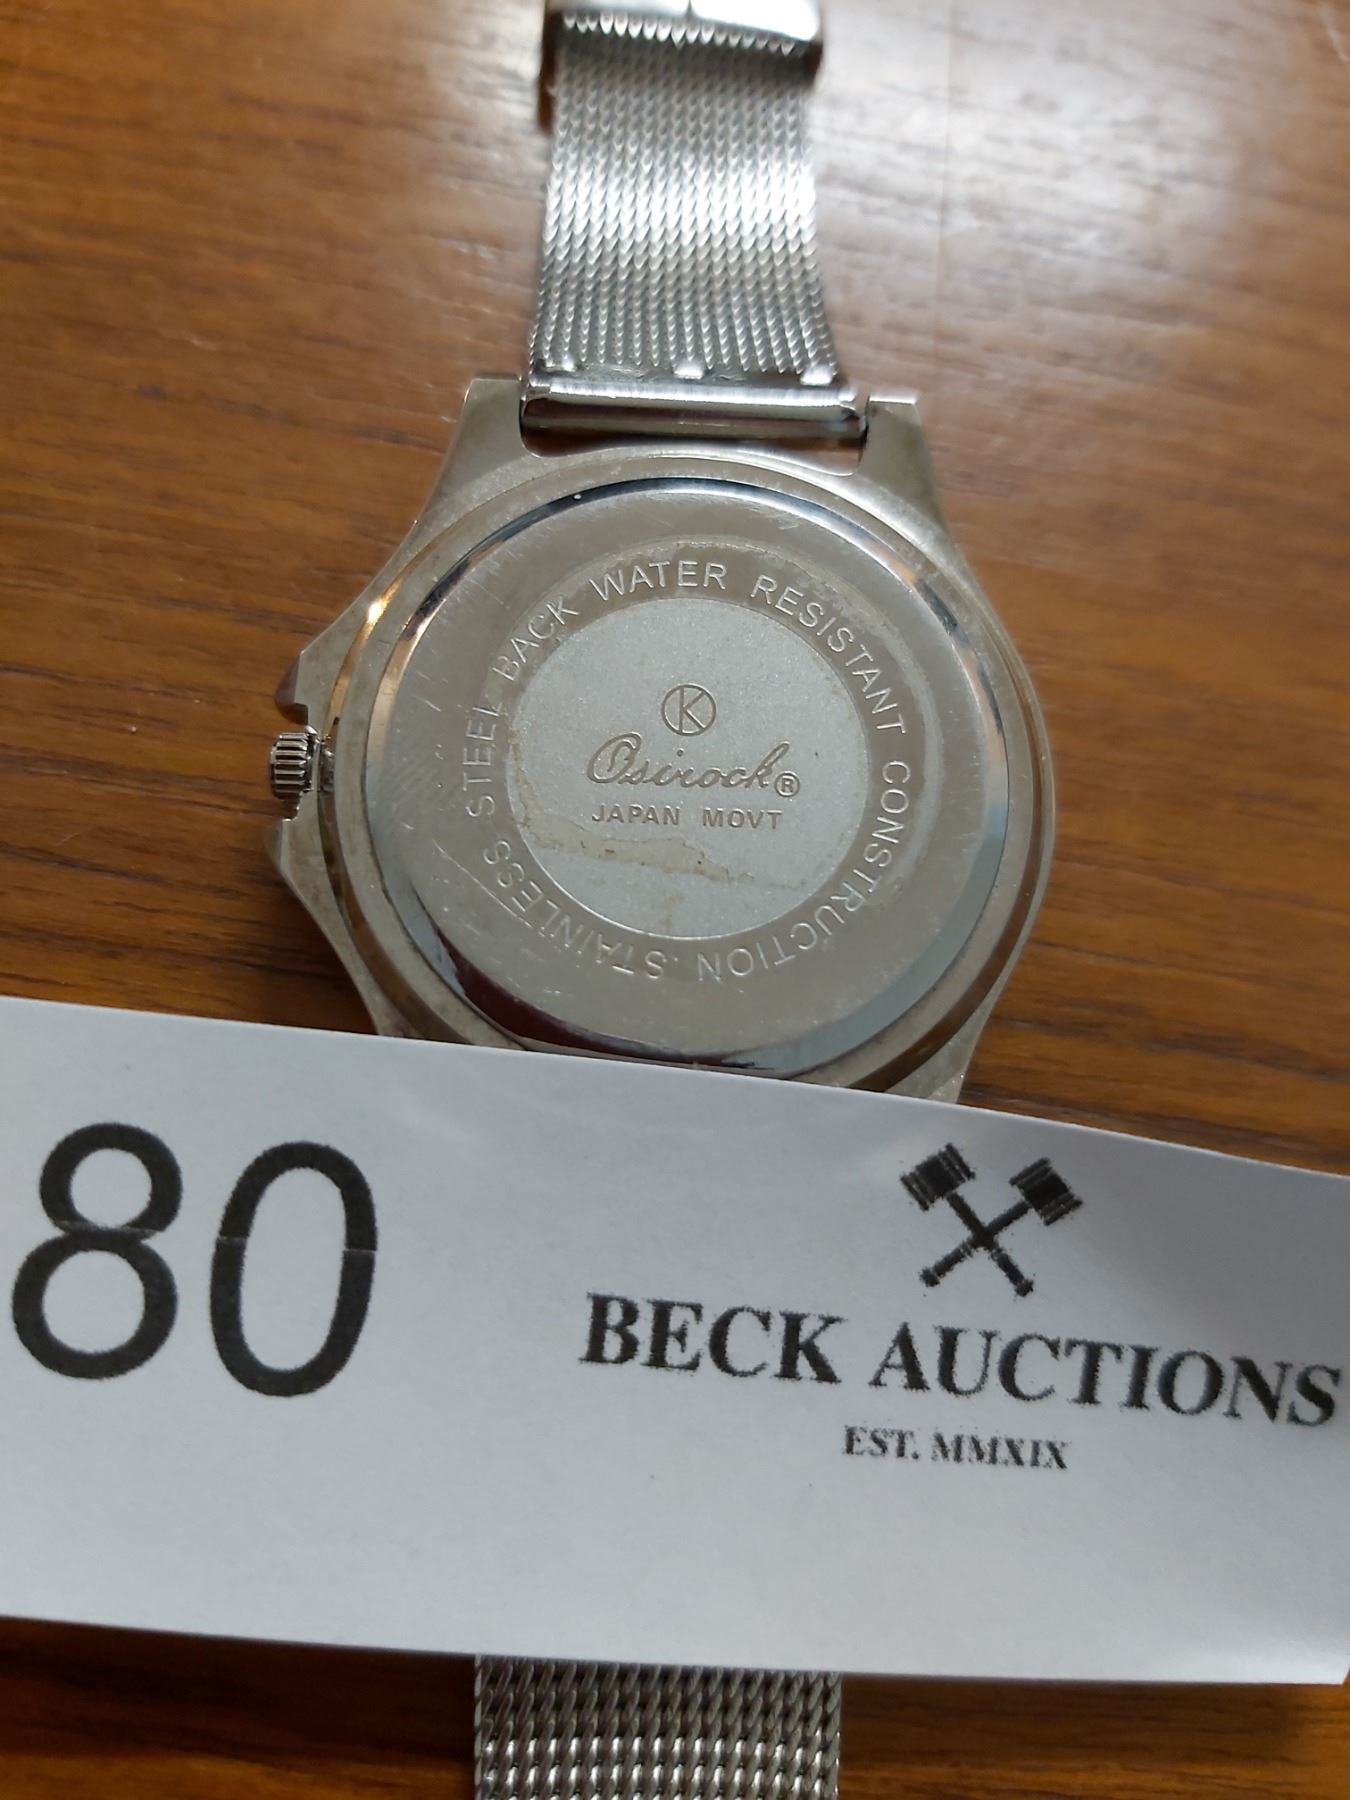 STAINLESS STEEL BACK WATER RESISTANT CONSTRUCTION
K
Osirock®
JAPAN MOVT
80
BECK AUCTIONS
EST. MMXIX